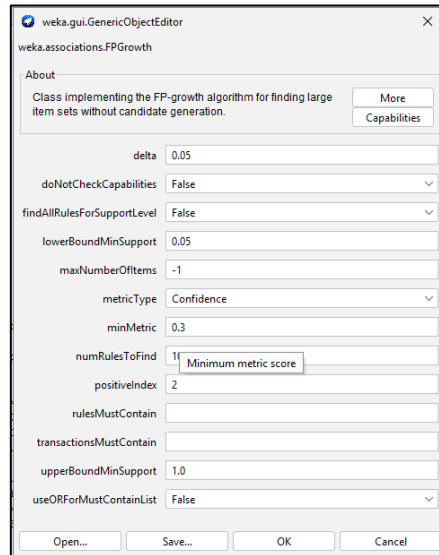 weka.gui.GenericObjectEditor
weka.associations.FPGrowth
About
Class implementing the FP-growth algorithm for finding large
item sets without candidate generation.
More
Capabilities
delta 0.05
doNotCheckCapabilities False
findAllRulesForSupportLevel False
lowerBoundMinSupport 0.05
maxNumberOfItems -1
metricType Confidence
minMetric 0.3
numRulesToFind
Minimum metric score
positiveIndex 2
rulesMustContain
transactionsMustContain
upperBoundMinSupport 1.0
useORForMustContainList False
Open... Save... OK Cancel